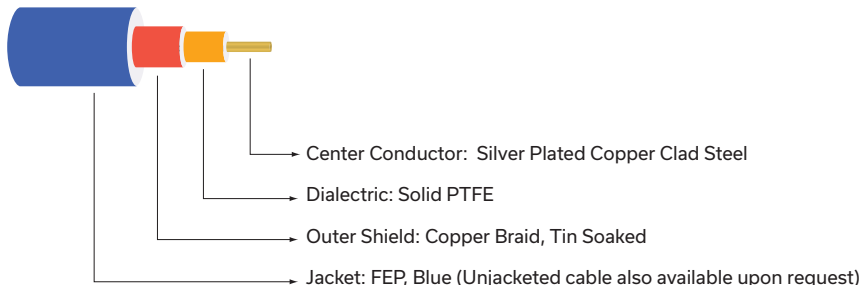 Center Conductor: Silver Plated Copper Clad Steel
Dialectric: Solid PTFE
Outer Shield: Copper Braid, Tin Soaked
Jacket: FEP, Blue (Unjacketed cable also available upon request)